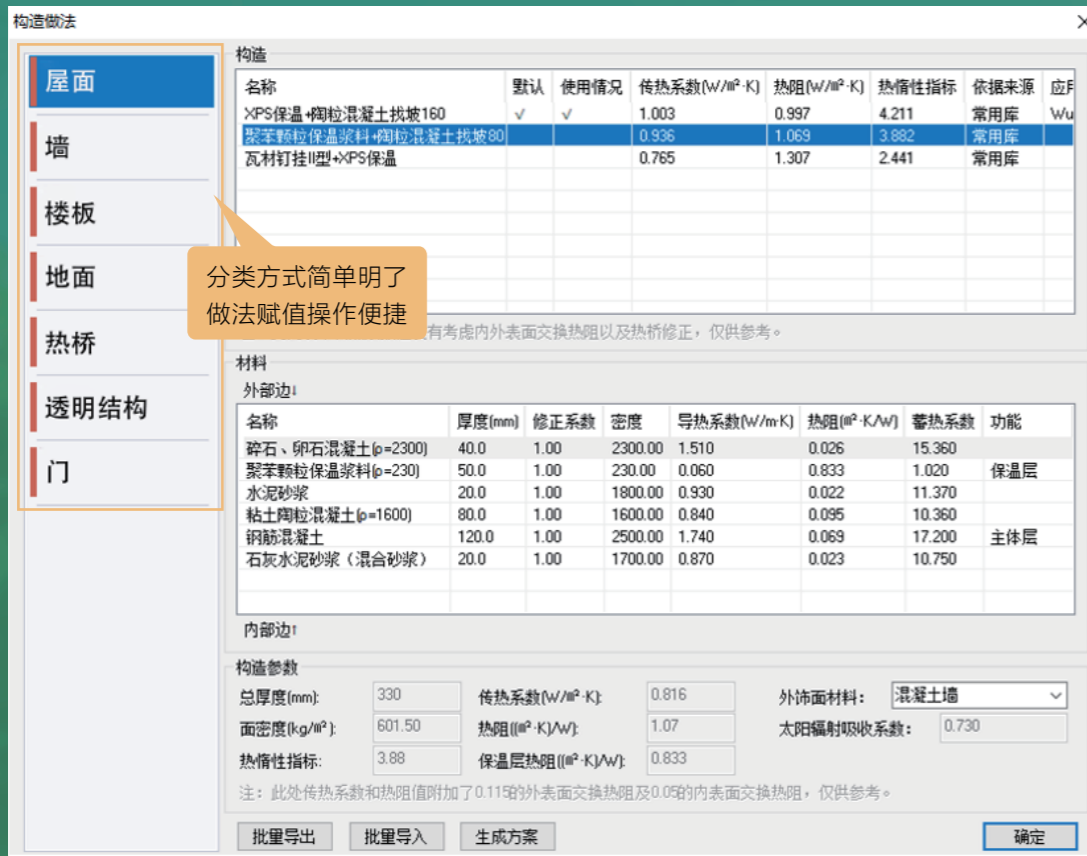 构造做法
屋面
墙
楼板
地面
热桥
透明结构
门
分类方式简单明了
做法赋值操作便捷
构造
名称 默认 使用情况 传热系数(W/m²·K) 热阻(W/m²·K) 热惰性指标 依据来源
XPS保温+陶粒混凝土找坡160 √ √ 1.003 0.997 4.211 常用库 Wu
聚苯颗粒保温浆料+陶粒混凝土找坡80 0.936 1.069 3.882 常用库
瓦材钉挂II型+XPS保温 0.765 1.307 2.441 常用库
有考虑内外表面交换热阻以及热桥修正，仅供参考。
材料
外部边↓
名称 厚度(mm) 修正系数 密度 导热系数(W/m·K) 热阻(m²·K/W) 蓄热系数 功能
碎石、卵石混凝土(ρ=2300) 40.0 1.00 2300.00 1.510 0.026 15.360
聚苯颗粒保温浆料(ρ=230) 50.0 1.00 230.00 0.060 0.833 1.020 保温层
水泥砂浆 20.0 1.00 1800.00 0.930 0.022 11.370
粘土陶粒混凝土(ρ=1600) 80.0 1.00 1600.00 0.840 0.095 10.360
钢筋混凝土 120.0 1.00 2500.00 1.740 0.069 17.200 主体层
石灰水泥砂浆（混合砂浆） 20.0 1.00 1700.00 0.870 0.023 10.750
内部边↑
构造参数
总厚度(mm): 330 传热系数(W/m²·K): 0.816 外饰面材料： 混凝土墙
面密度(kg/m²): 601.50 热阻((m²·K)/W): 1.07 太阳辐射吸收系数： 0.730
热惰性指标: 3.88 保温层热阻((m²·K)/W): 0.833
注：此处传热系数和热阻值附加了0.115的外表面交换热阻及0.05的内表面交换热阻，仅供参考。
批量导出 批量导入 生成方案 确定